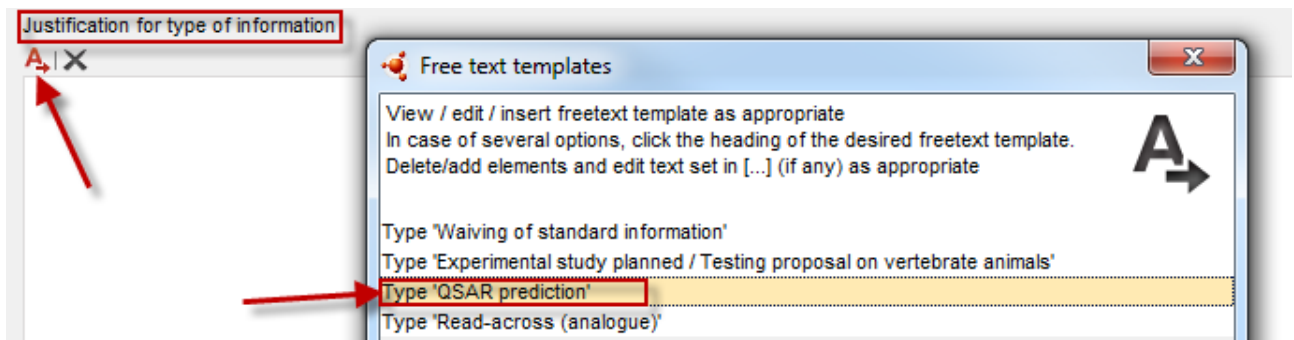 Justification for type of information
A
Free text templates
X
View / edit / insert freetext template as appropriate
In case of several options, click the heading of the desired freetext template.
Delete/add elements and edit text set in [...] (if any) as appropriate
A
Type 'Waiving of standard information'
Type 'Experimental study planned / Testing proposal on vertebrate animals'
Type 'QSAR prediction'
Type 'Read-across (analogue)'